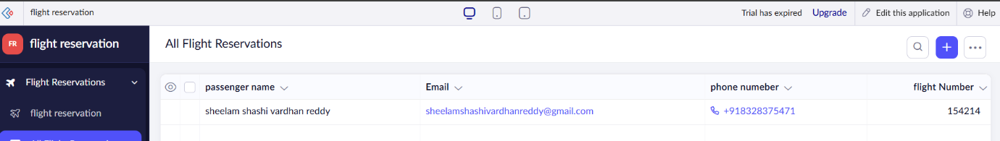 flight reservation
Trial has expired Upgrade Edit this application Help
FR flight reservation
All Flight Reservations
Flight Reservations
flight reservation
passenger name Email phone numeber flight Number
sheelam shashi vardhan reddy sheelamshashivardhanreddy@gmail.com +918328375471 154214